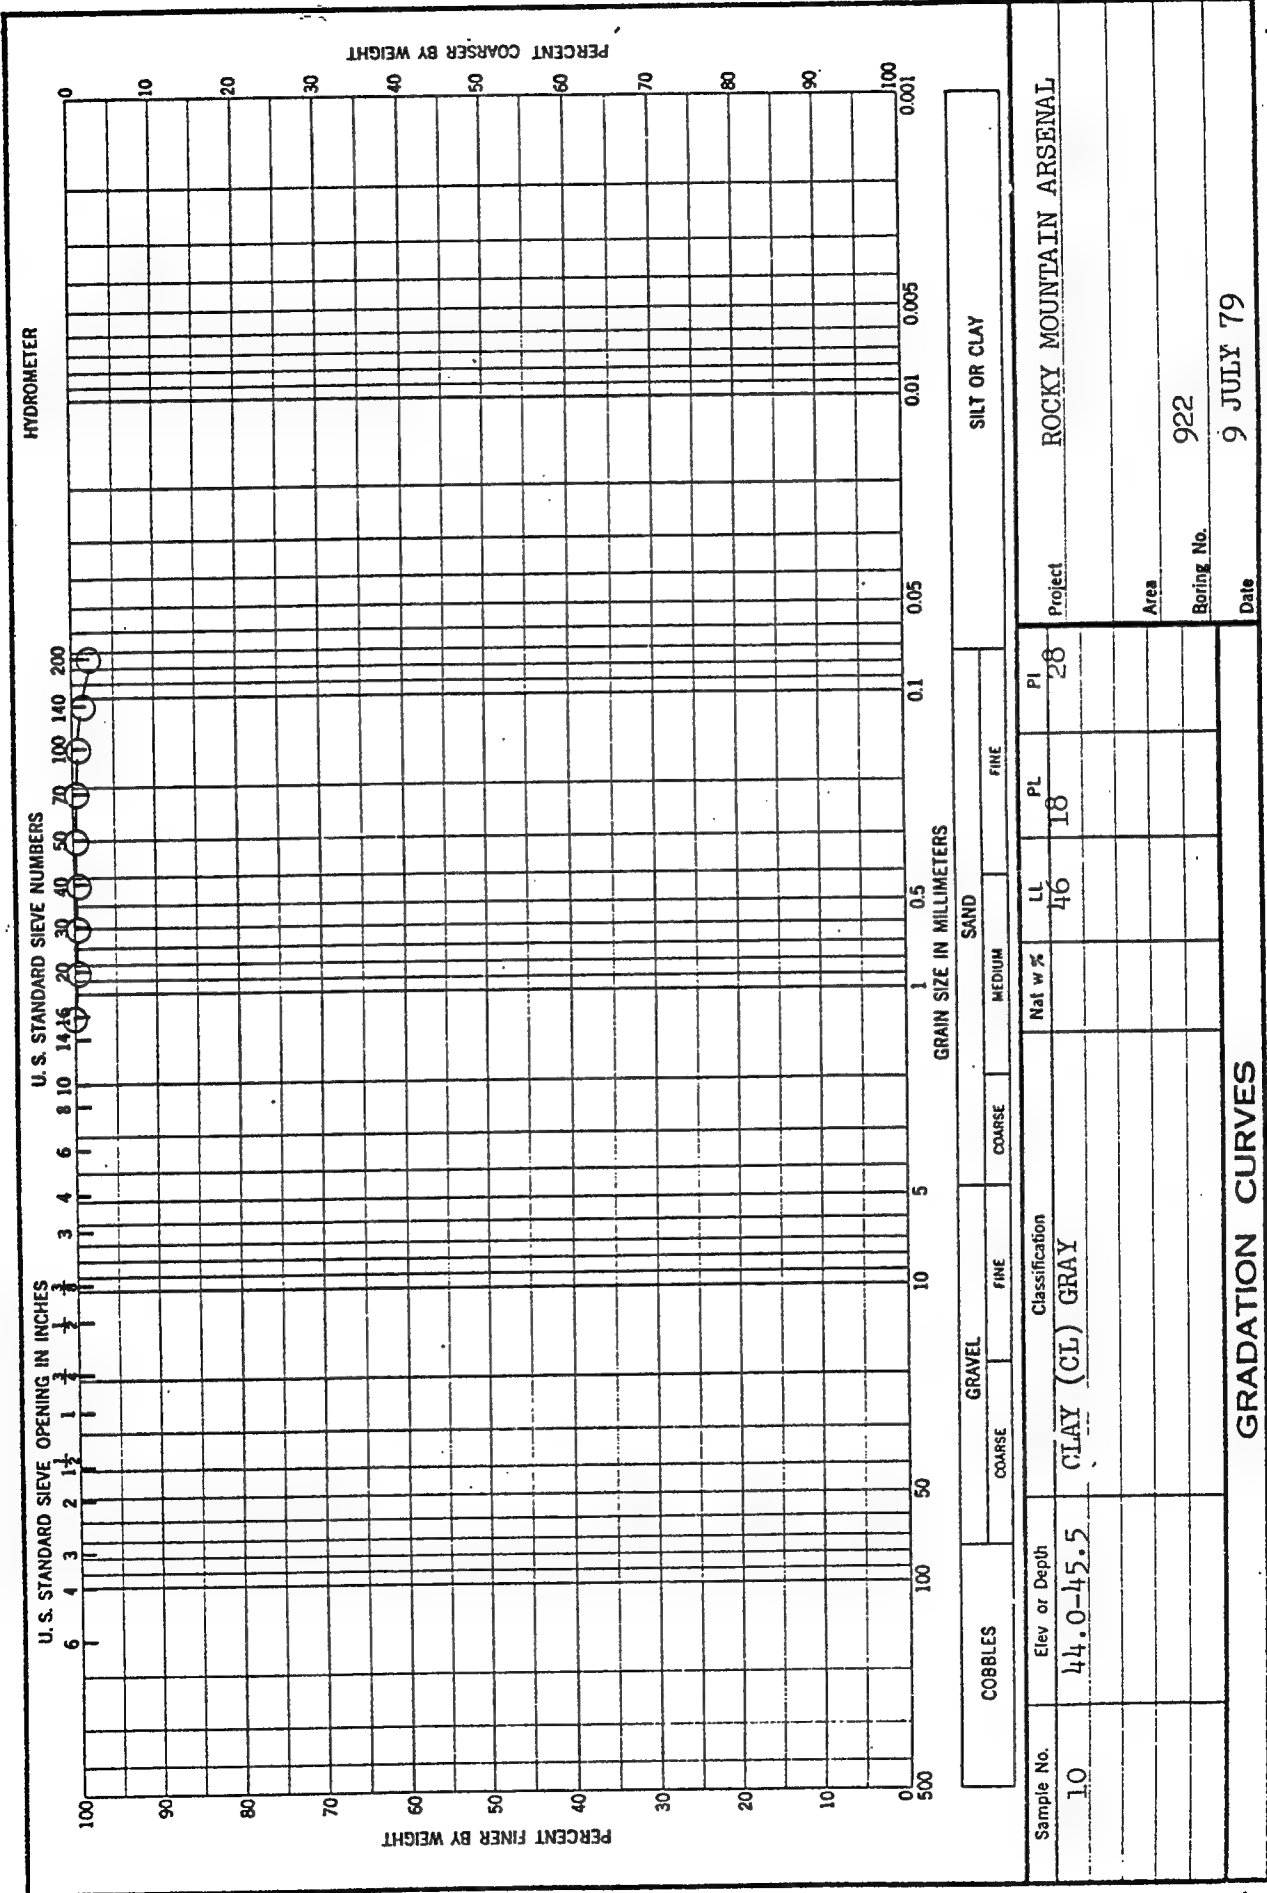 U. S. STANDARD SIEVE OPENING IN INCHES U. S. STANDARD SIEVE NUMBERS HYDROMETER
6 4 3 2 1½ 1 ¾ ½ ⅜ 3 4 6 8 10 14 16 20 30 40 50 70 100 140 200
PERCENT FINER BY WEIGHT
100
90
80
70
60
50
40
30
20
10
0
PERCENT COARSER BY WEIGHT
0
10
20
30
40
50
60
70
80
90
100
500 100 50 10 5 1 0.5 0.1 0.05 0.01 0.005 0.001
GRAIN SIZE IN MILLIMETERS
COBBLES GRAVEL SAND SILT OR CLAY
COARSE FINE COARSE MEDIUM FINE
Sample No. Elev or Depth Classification Nat w % LL PL PI
10 44.0-45.5 CLAY (CL) GRAY 46 18 28
Project ROCKY MOUNTAIN ARSENAL
Area
Boring No. 922
GRADATION CURVES
Date 9 JULY 79